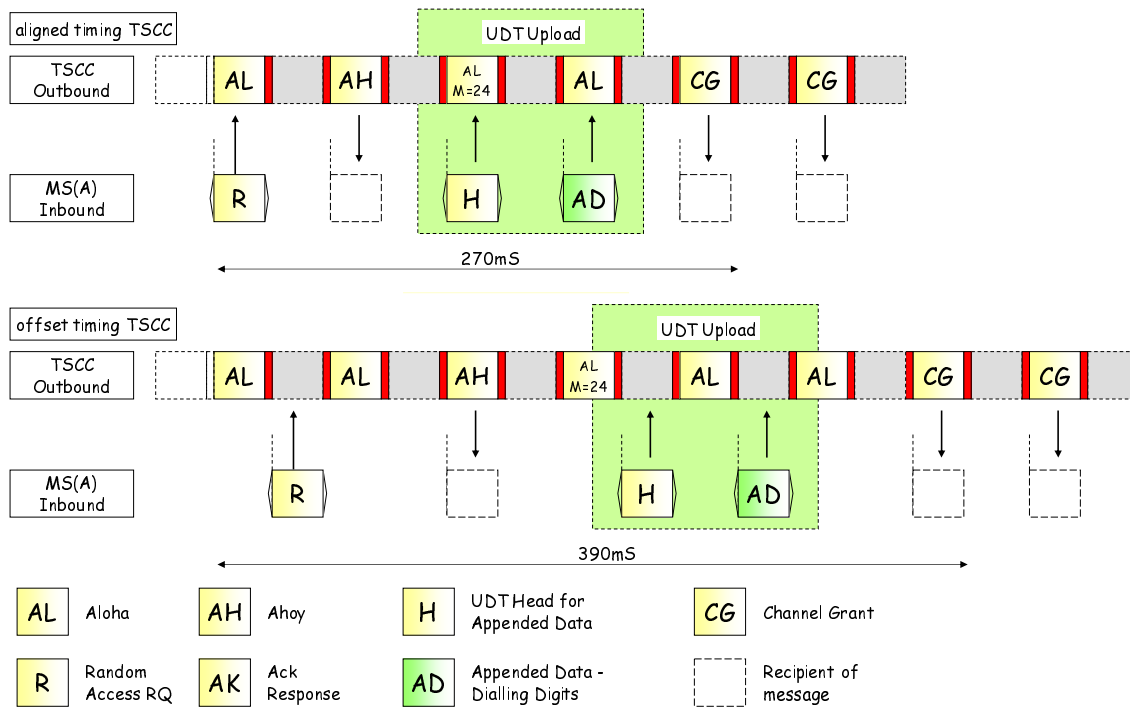 aligned timing TSCC
UDT Upload
TSCC
Outbound
AL
AH
AL
M=24
AL
CG
CG
MS(A)
Inbound
R
H
AD
270mS
offset timing TSCC
UDT Upload
TSCC
Outbound
AL
AL
AH
AL
M=24
AL
AL
CG
CG
MS(A)
Inbound
R
H
AD
390mS
AL
Aloha
AH
Ahoy
H
UDT Head for
Appended Data
CG
Channel Grant
R
Random
Access RQ
AK
Ack
Response
AD
Appended Data -
Dialling Digits
Recipient of
message